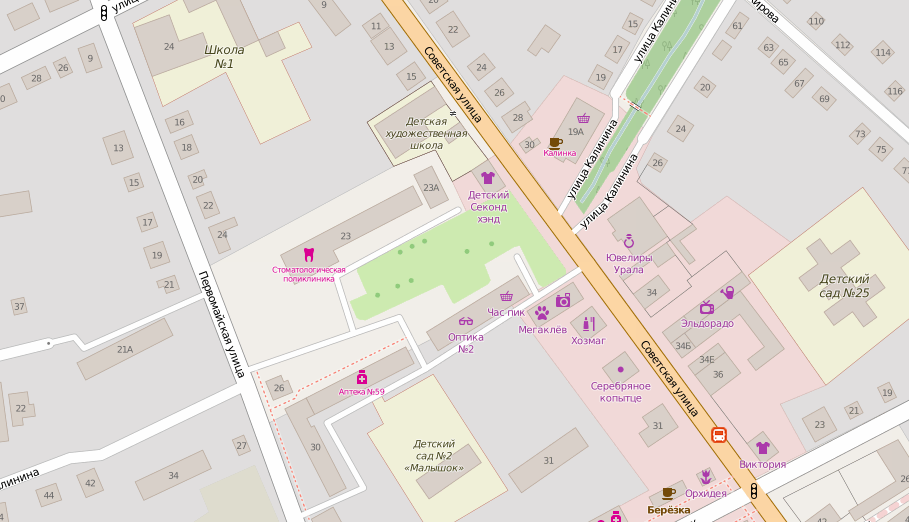 улиц
9
22
11
13
24
Школа
№1
28
26
9
15
24
26
28
30
Советская улица
15
17
19
улица Калини
19А
Калинка
улица Калинина
улица Калинина
Кирова
61
63
65
67
69
110
112
114
116
73
75
77
20
24
26
Детская
художественная
школа
16
18
13
20
15
22
17
24
19
21
37
23А
23
Стоматологическая
поликлиника
Детский
Секонд
хэнд
Ювелиры
Урала
34
Эльдорадо
34Б
34Е
36
Детский
сад №25
Первомайская улица
21А
Час пик
Оптика
№2
Мегаклёв
Хозмаг
Серебряное
копытце
Советская улица
26
Аптека №59
22
27
30
34
42
44
алинина
Детский
сад №2
«Малышок»
31
31
23
21
19
Виктория
Орхидея
Берёзка
32
26